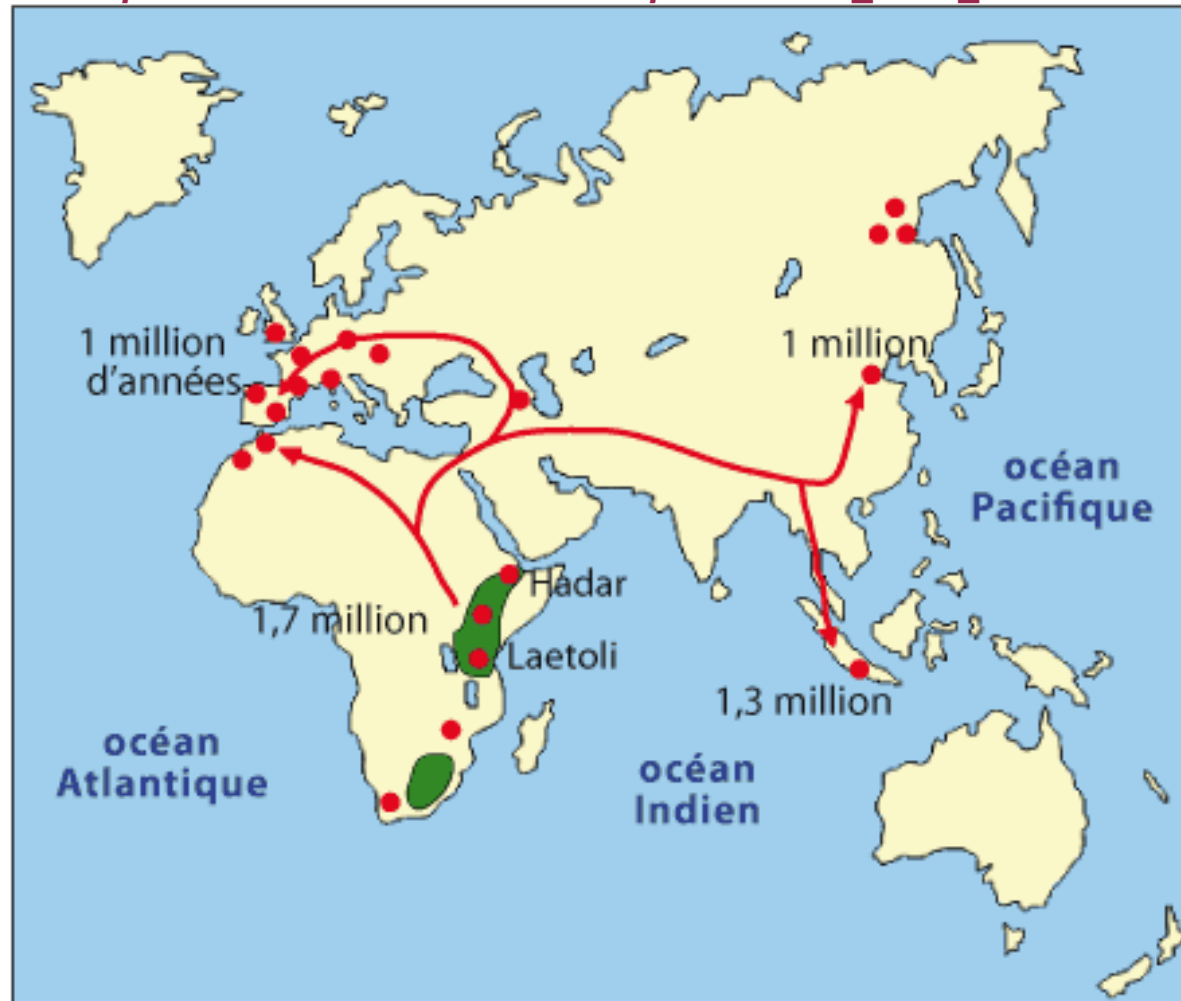 1 million
d'années
1 million
océan
Pacifique
Hadar
1,7 million
Laetoli
1,3 million
océan
Atlantique
océan
Indien